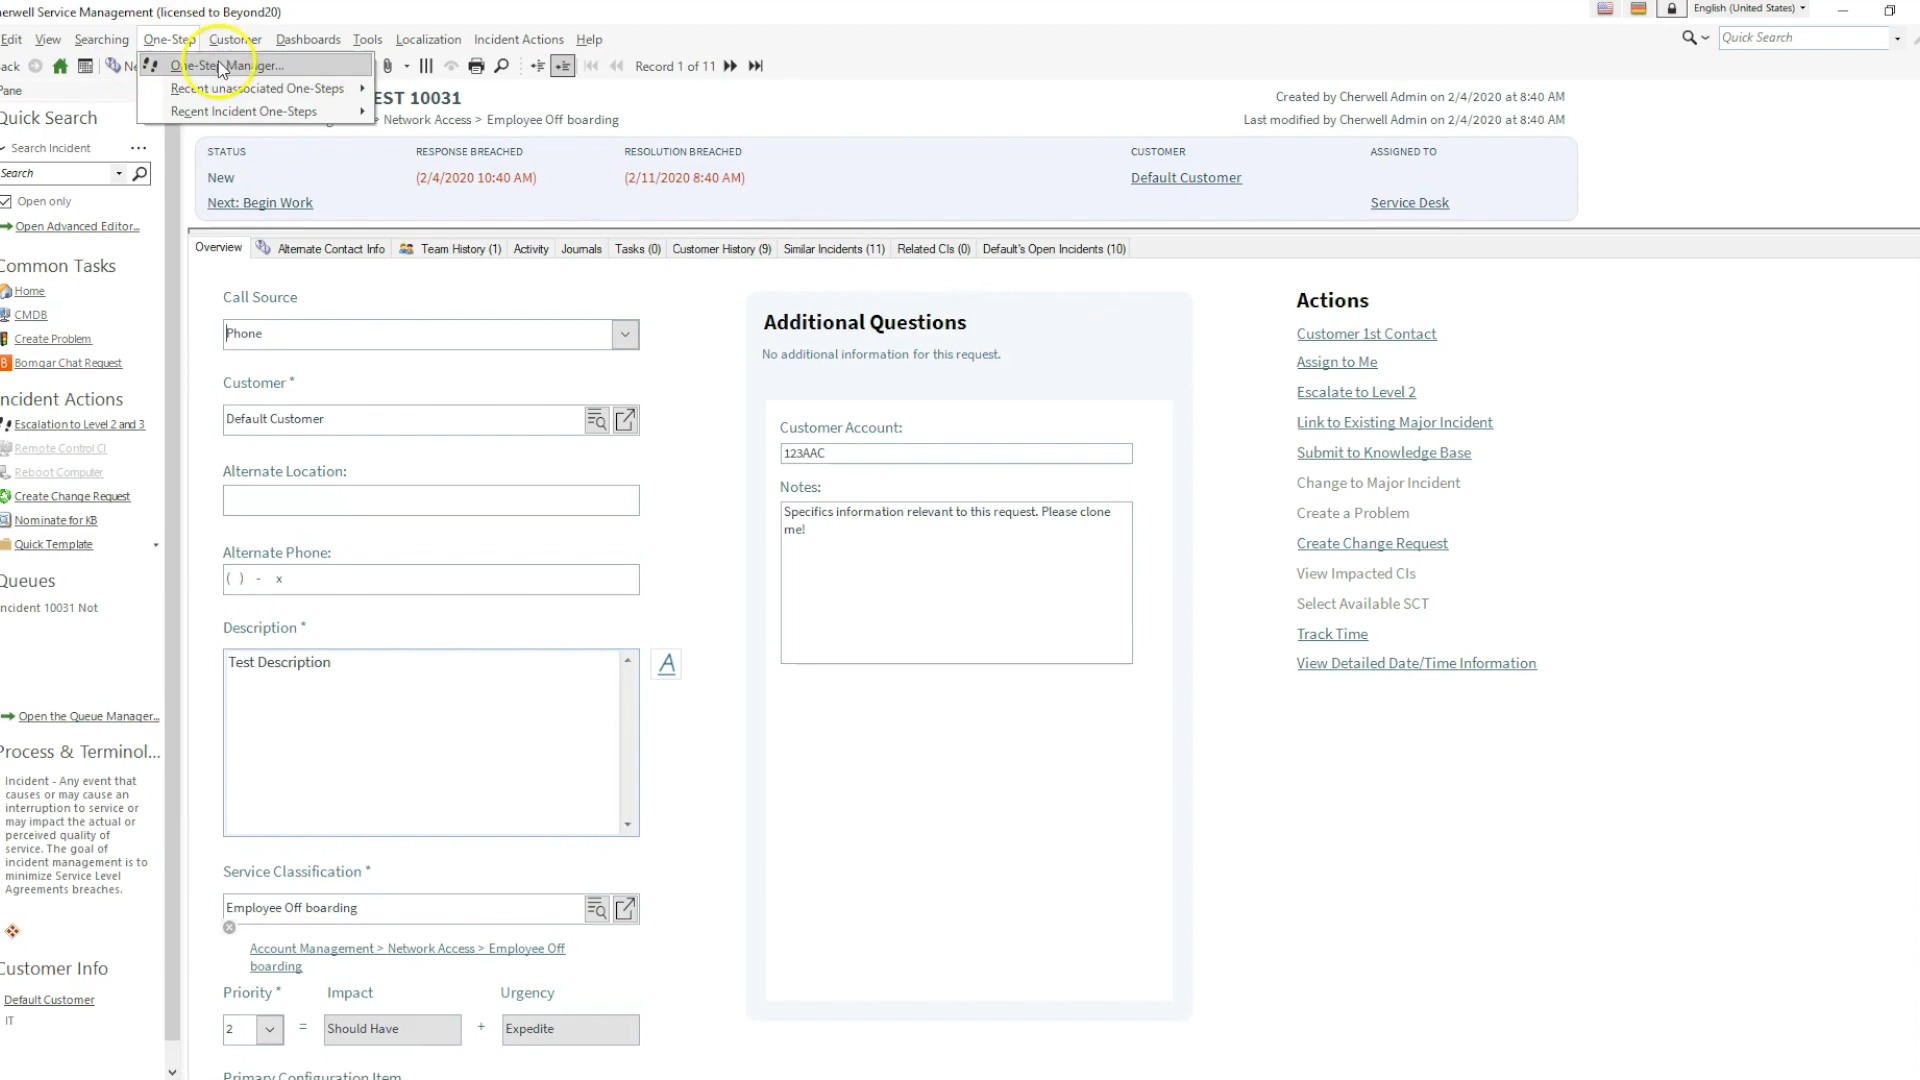 erwell Service Management (licensed to Beyond20)
English (United States)
Edit View Searching One-Step Customer Dashboards Tools Localization Incident Actions Help
Quick Search
ack Ne
One-Step Manager...
Record 1 of 11
Recent unassociated One-Steps
Recent Incident One-Steps
Pane
EST 10031
Created by Cherwell Admin on 2/4/2020 at 8:40 AM
> Network Access > Employee Off boarding
Last modified by Cherwell Admin on 2/4/2020 at 8:40 AM
Quick Search
Search Incident
Search
Open only
Open Advanced Editor...
Common Tasks
Home
CMDB
Create Problem
Bomgar Chat Request
ncident Actions
Escalation to Level 2 and 3
Remote Control CI
Reboot Computer
Create Change Request
Nominate for KB
Quick Template
Queues
ncident 10031 Not
Open the Queue Manager...
Process & Terminol...
Incident - Any event that
causes or may cause an
interruption to service or
may impact the actual or
perceived quality of
service. The goal of
incident management is to
minimize Service Level
Agreements breaches.
Customer Info
Default Customer
IT
STATUS RESPONSE BREACHED RESOLUTION BREACHED CUSTOMER ASSIGNED TO
New (2/4/2020 10:40 AM) (2/11/2020 8:40 AM) Default Customer
Next: Begin Work Service Desk
Overview Alternate Contact Info Team History (1) Activity Journals Tasks (0) Customer History (9) Similar Incidents (11) Related CIs (0) Default's Open Incidents (10)
Call Source
Phone
Customer *
Default Customer
Alternate Location:
Alternate Phone:
( ) - x
Description *
Test Description
A
Service Classification *
Employee Off boarding
Account Management > Network Access > Employee Off
boarding
Priority * Impact Urgency
2 = Should Have + Expedite
Primary Configuration Item
Additional Questions
No additional information for this request.
Customer Account:
123AAC
Notes:
Specifics information relevant to this request. Please clone
me!
Actions
Customer 1st Contact
Assign to Me
Escalate to Level 2
Link to Existing Major Incident
Submit to Knowledge Base
Change to Major Incident
Create a Problem
Create Change Request
View Impacted CIs
Select Available SCT
Track Time
View Detailed Date/Time Information